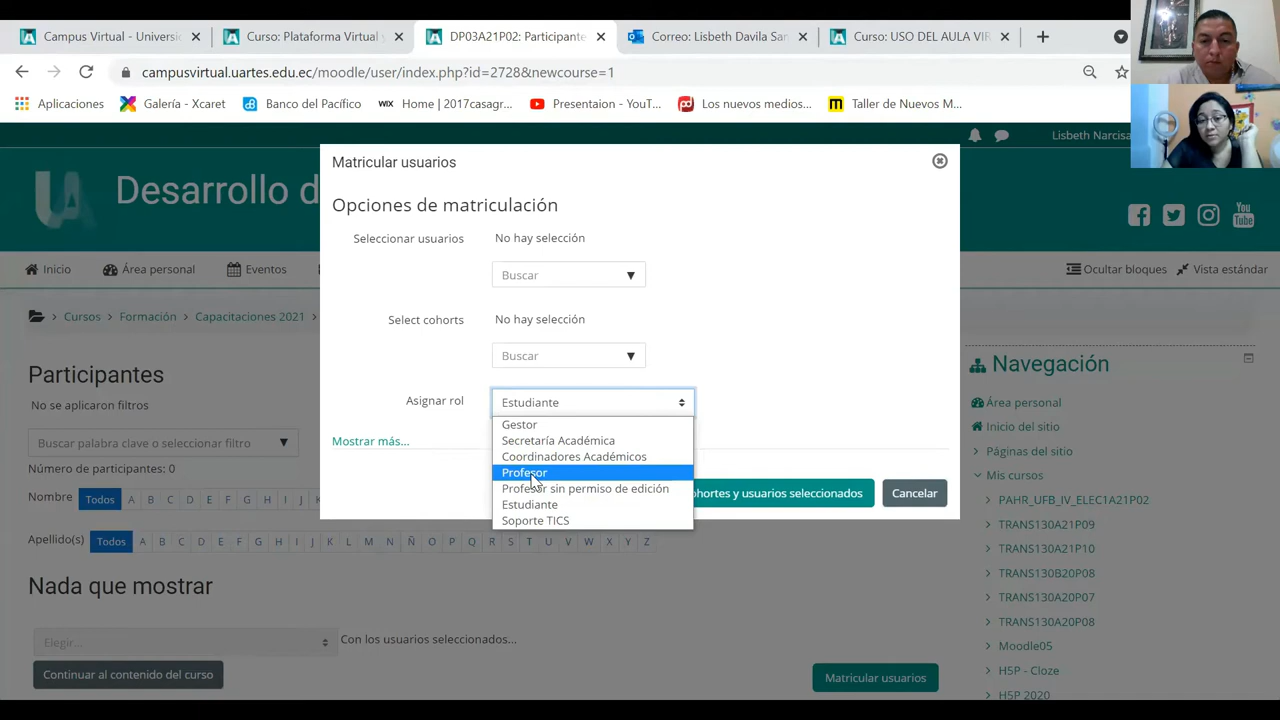 Campus Virtual - Universic
Curso: Plataforma Virtual y
DP03A21P02: Participante
Correo: Lisbeth Davila San
Curso: USO DEL AULA VIR
campusvirtual.uartes.edu.ec/moodle/user/index.php?id=2728&newcourse=1
Aplicaciones
Galería - Xcaret
Banco del Pacífico
WIX Home | 2017casagr...
Presentaion - YouT...
Los nuevos medios...
Taller de Nuevos M...
Lisbeth Narcisa
Desarrollo d
You
Tube
Matricular usuarios
Opciones de matriculación
Seleccionar usuarios
No hay selección
Buscar
Select cohorts
No hay selección
Buscar
Asignar rol
Estudiante
Gestor
Secretaría Académica
Coordinadores Académicos
Profesor
Profesor sin permiso de edición
Estudiante
Soporte TICS
Mostrar más...
ohortes y usuarios seleccionados
Cancelar
Inicio
Área personal
Eventos
Ocultar bloques
Vista estándar
Cursos
Formación
Capacitaciones 2021
Participantes
No se aplicaron filtros
Buscar palabra clave o seleccionar filtro
Número de participantes: 0
Nombre Todos A B C D E F G H I J K
Apellido(s) Todos A B C D E F G H I J K L M N Ñ O P Q R S T U V W X Y Z
Nada que mostrar
Elegir...
Con los usuarios seleccionados...
Continuar al contenido del curso
Matricular usuarios
Navegación
Área personal
Inicio del sitio
Páginas del sitio
Mis cursos
PAHR_UFB_IV_ELEC1A21P02
TRANS130A21P09
TRANS130A21P10
TRANS130B20P08
TRANS130A20P07
TRANS130A20P08
Moodle05
H5P - Cloze
H5P 2020